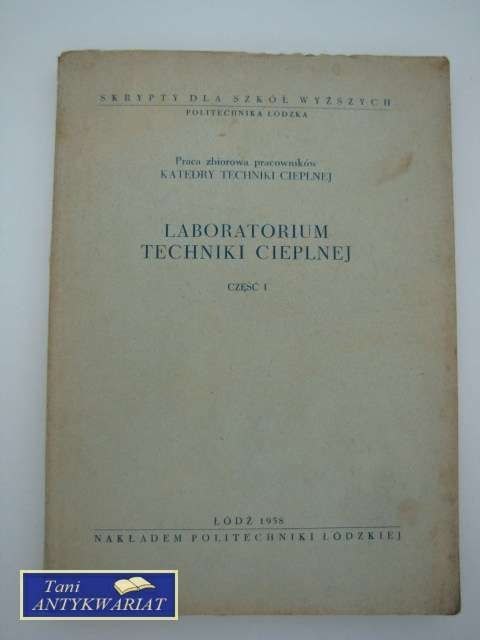 SKRYPTY DLA SZKÓŁ WYŻSZYCH
POLITECHNIKA ŁÓDZKA
Praca zbiorowa pracowników
KATEDRY TECHNIKI CIEPLNEJ
LABORATORIUM
TECHNIKI CIEPLNEJ
CZĘŚĆ I
ŁÓDŹ 1958
NAKŁADEM POLITECHNIKI ŁÓDZKIEJ
Tani
ANTYKWARIAT